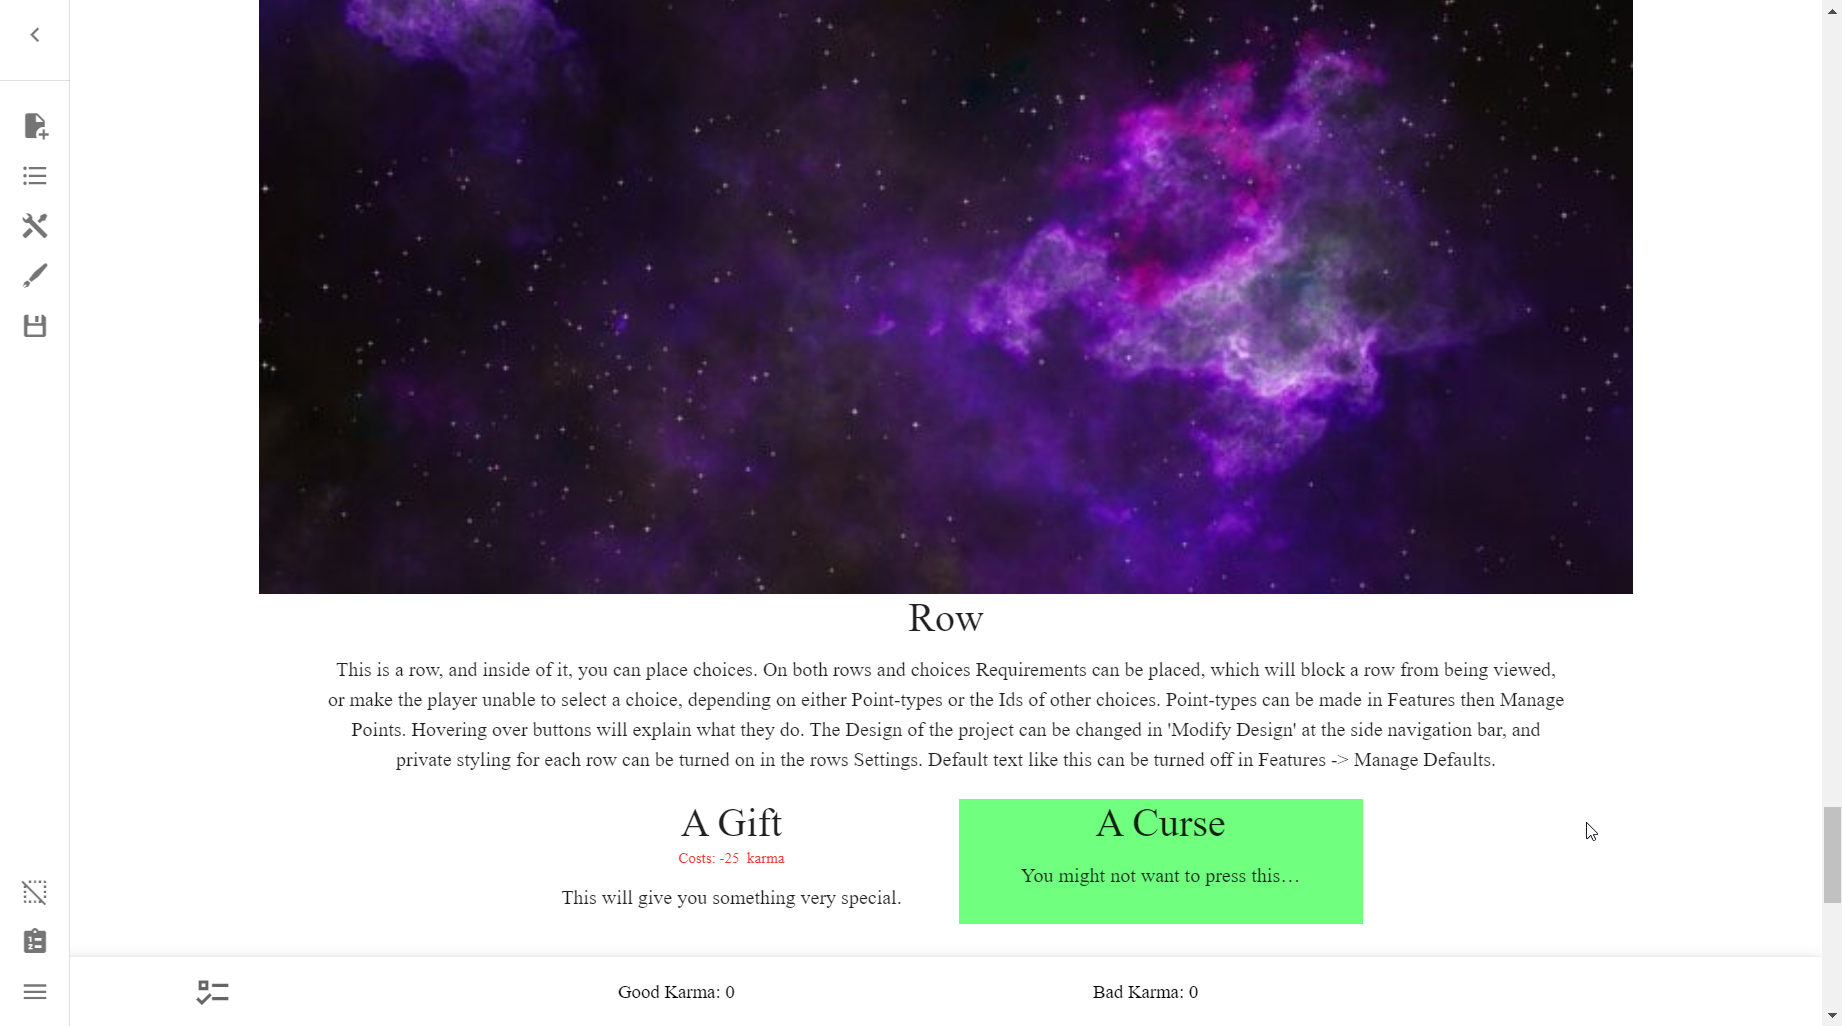 Row
This is a row, and inside of it, you can place choices. On both rows and choices Requirements can be placed, which will block a row from being viewed,
or make the player unable to select a choice, depending on either Point-types or the Ids of other choices. Point-types can be made in Features then Manage
Points. Hovering over buttons will explain what they do. The Design of the project can be changed in 'Modify Design' at the side navigation bar, and
private styling for each row can be turned on in the rows Settings. Default text like this can be turned off in Features -> Manage Defaults.
A Gift
Costs: -25 karma
This will give you something very special.
A Curse
You might not want to press this…
Good Karma: 0
Bad Karma: 0